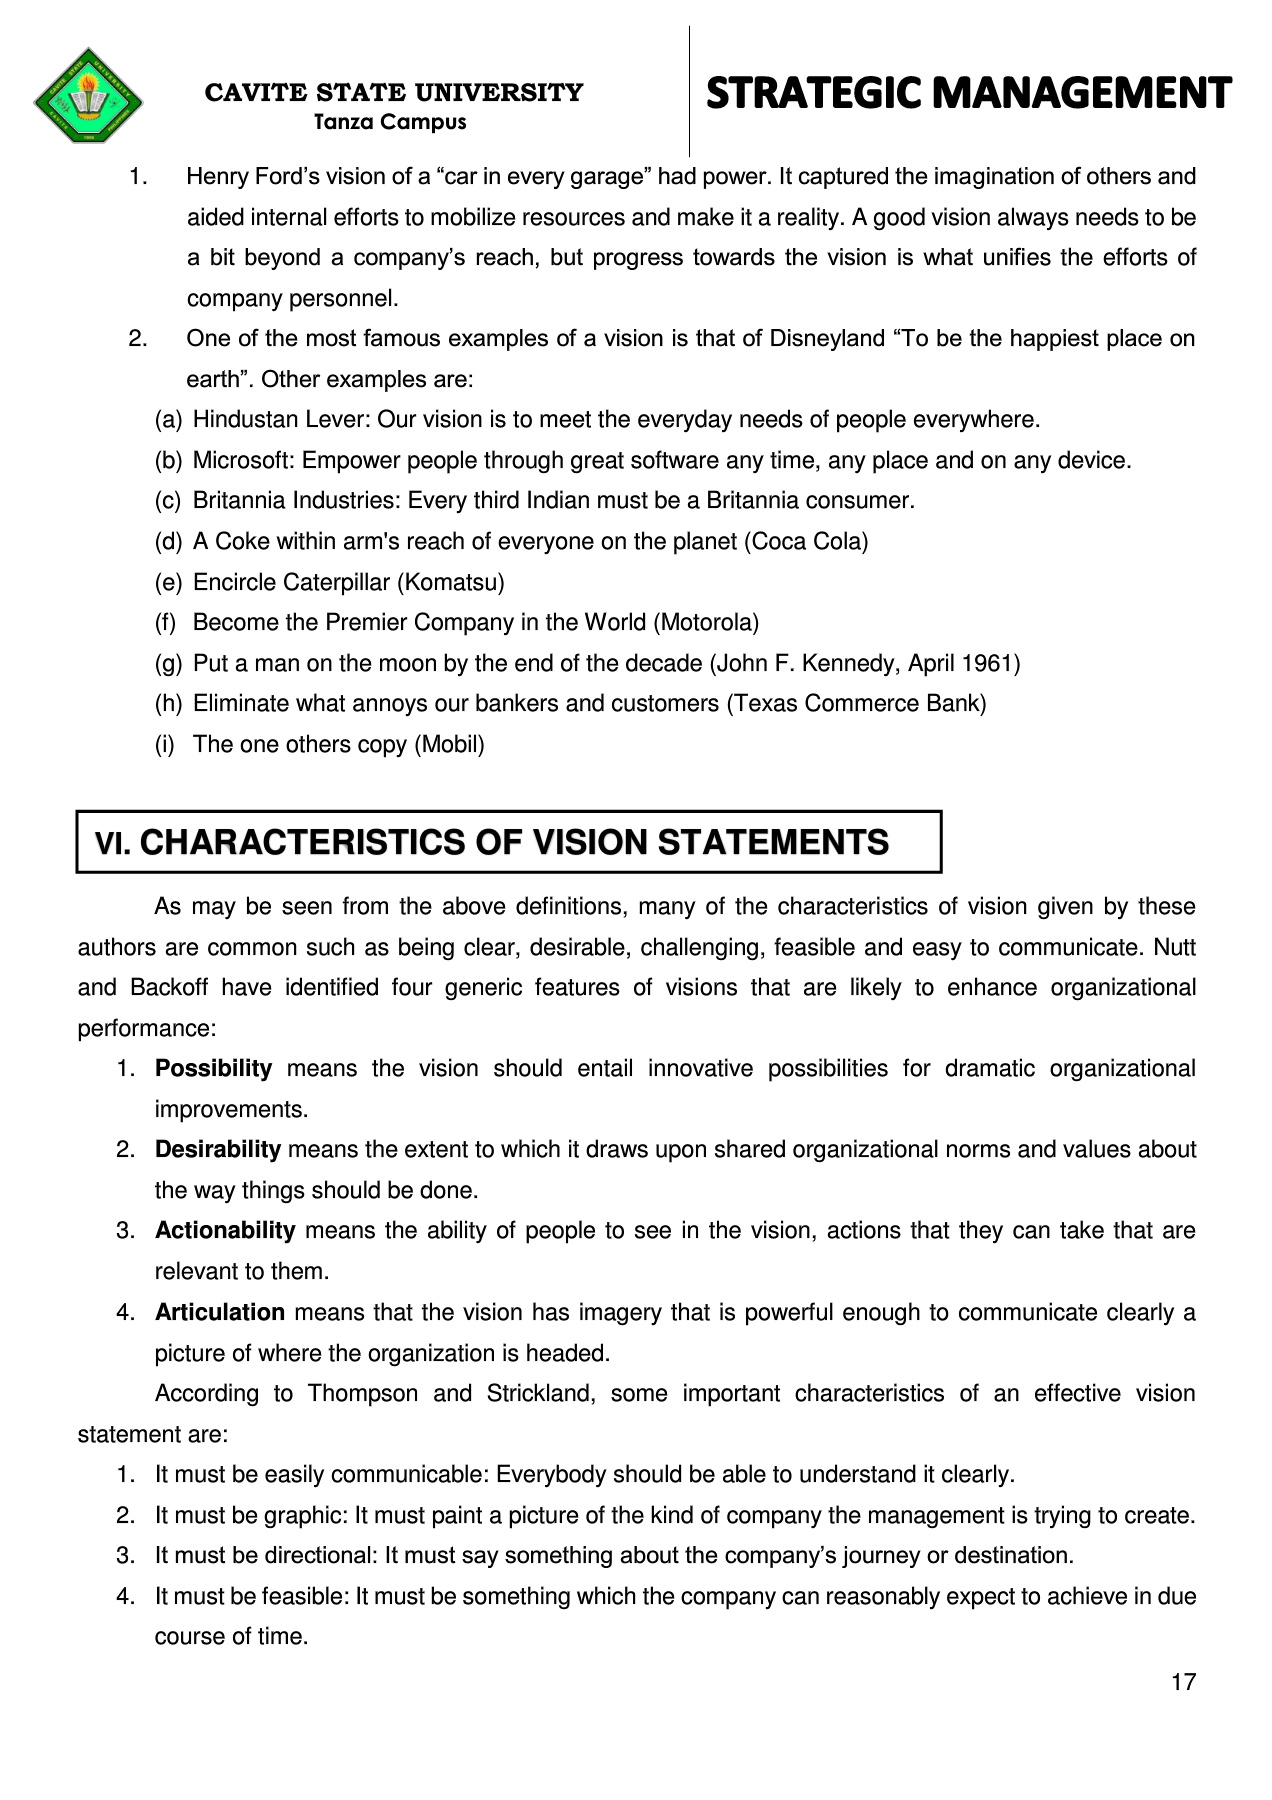 CAVITE STATE UNIVERSITY
Tanza Campus
STRATEGIC MANAGEMENT
1. Henry Ford’s vision of a “car in every garage” had power. It captured the imagination of others and
aided internal efforts to mobilize resources and make it a reality. A good vision always needs to be
a bit beyond a company’s reach, but progress towards the vision is what unifies the efforts of
company personnel.
2. One of the most famous examples of a vision is that of Disneyland “To be the happiest place on
earth”. Other examples are:
(a) Hindustan Lever: Our vision is to meet the everyday needs of people everywhere.
(b) Microsoft: Empower people through great software any time, any place and on any device.
(c) Britannia Industries: Every third Indian must be a Britannia consumer.
(d) A Coke within arm's reach of everyone on the planet (Coca Cola)
(e) Encircle Caterpillar (Komatsu)
(f) Become the Premier Company in the World (Motorola)
(g) Put a man on the moon by the end of the decade (John F. Kennedy, April 1961)
(h) Eliminate what annoys our bankers and customers (Texas Commerce Bank)
(i) The one others copy (Mobil)
VI. CHARACTERISTICS OF VISION STATEMENTS
As may be seen from the above definitions, many of the characteristics of vision given by these
authors are common such as being clear, desirable, challenging, feasible and easy to communicate. Nutt
and Backoff have identified four generic features of visions that are likely to enhance organizational
performance:
1. Possibility means the vision should entail innovative possibilities for dramatic organizational
improvements.
2. Desirability means the extent to which it draws upon shared organizational norms and values about
the way things should be done.
3. Actionability means the ability of people to see in the vision, actions that they can take that are
relevant to them.
4. Articulation means that the vision has imagery that is powerful enough to communicate clearly a
picture of where the organization is headed.
According to Thompson and Strickland, some important characteristics of an effective vision
statement are:
1. It must be easily communicable: Everybody should be able to understand it clearly.
2. It must be graphic: It must paint a picture of the kind of company the management is trying to create.
3. It must be directional: It must say something about the company’s journey or destination.
4. It must be feasible: It must be something which the company can reasonably expect to achieve in due
course of time.
17